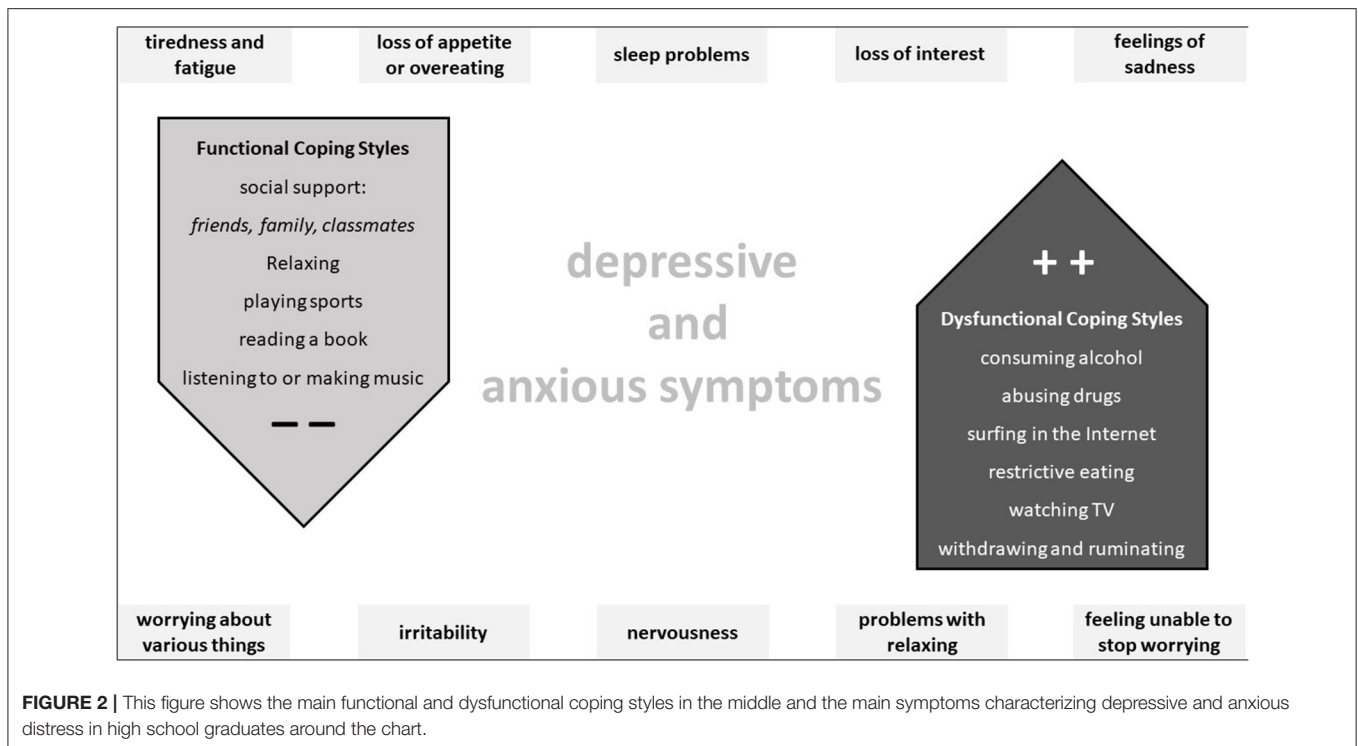 tiredness and
fatigue
loss of appetite
or overeating
sleep problems
loss of interest
feelings of
sadness
Functional Coping Styles
social support:
friends, family, classmates
Relaxing
playing sports
reading a book
listening to or making music
– –
depressive
and
anxious symptoms
+ +
Dysfunctional Coping Styles
consuming alcohol
abusing drugs
surfing in the Internet
restrictive eating
watching TV
withdrawing and ruminating
worrying about
various things
irritability
nervousness
problems with
relaxing
feeling unable to
stop worrying
FIGURE 2 | This figure shows the main functional and dysfunctional coping styles in the middle and the main symptoms characterizing depressive and anxious
distress in high school graduates around the chart.